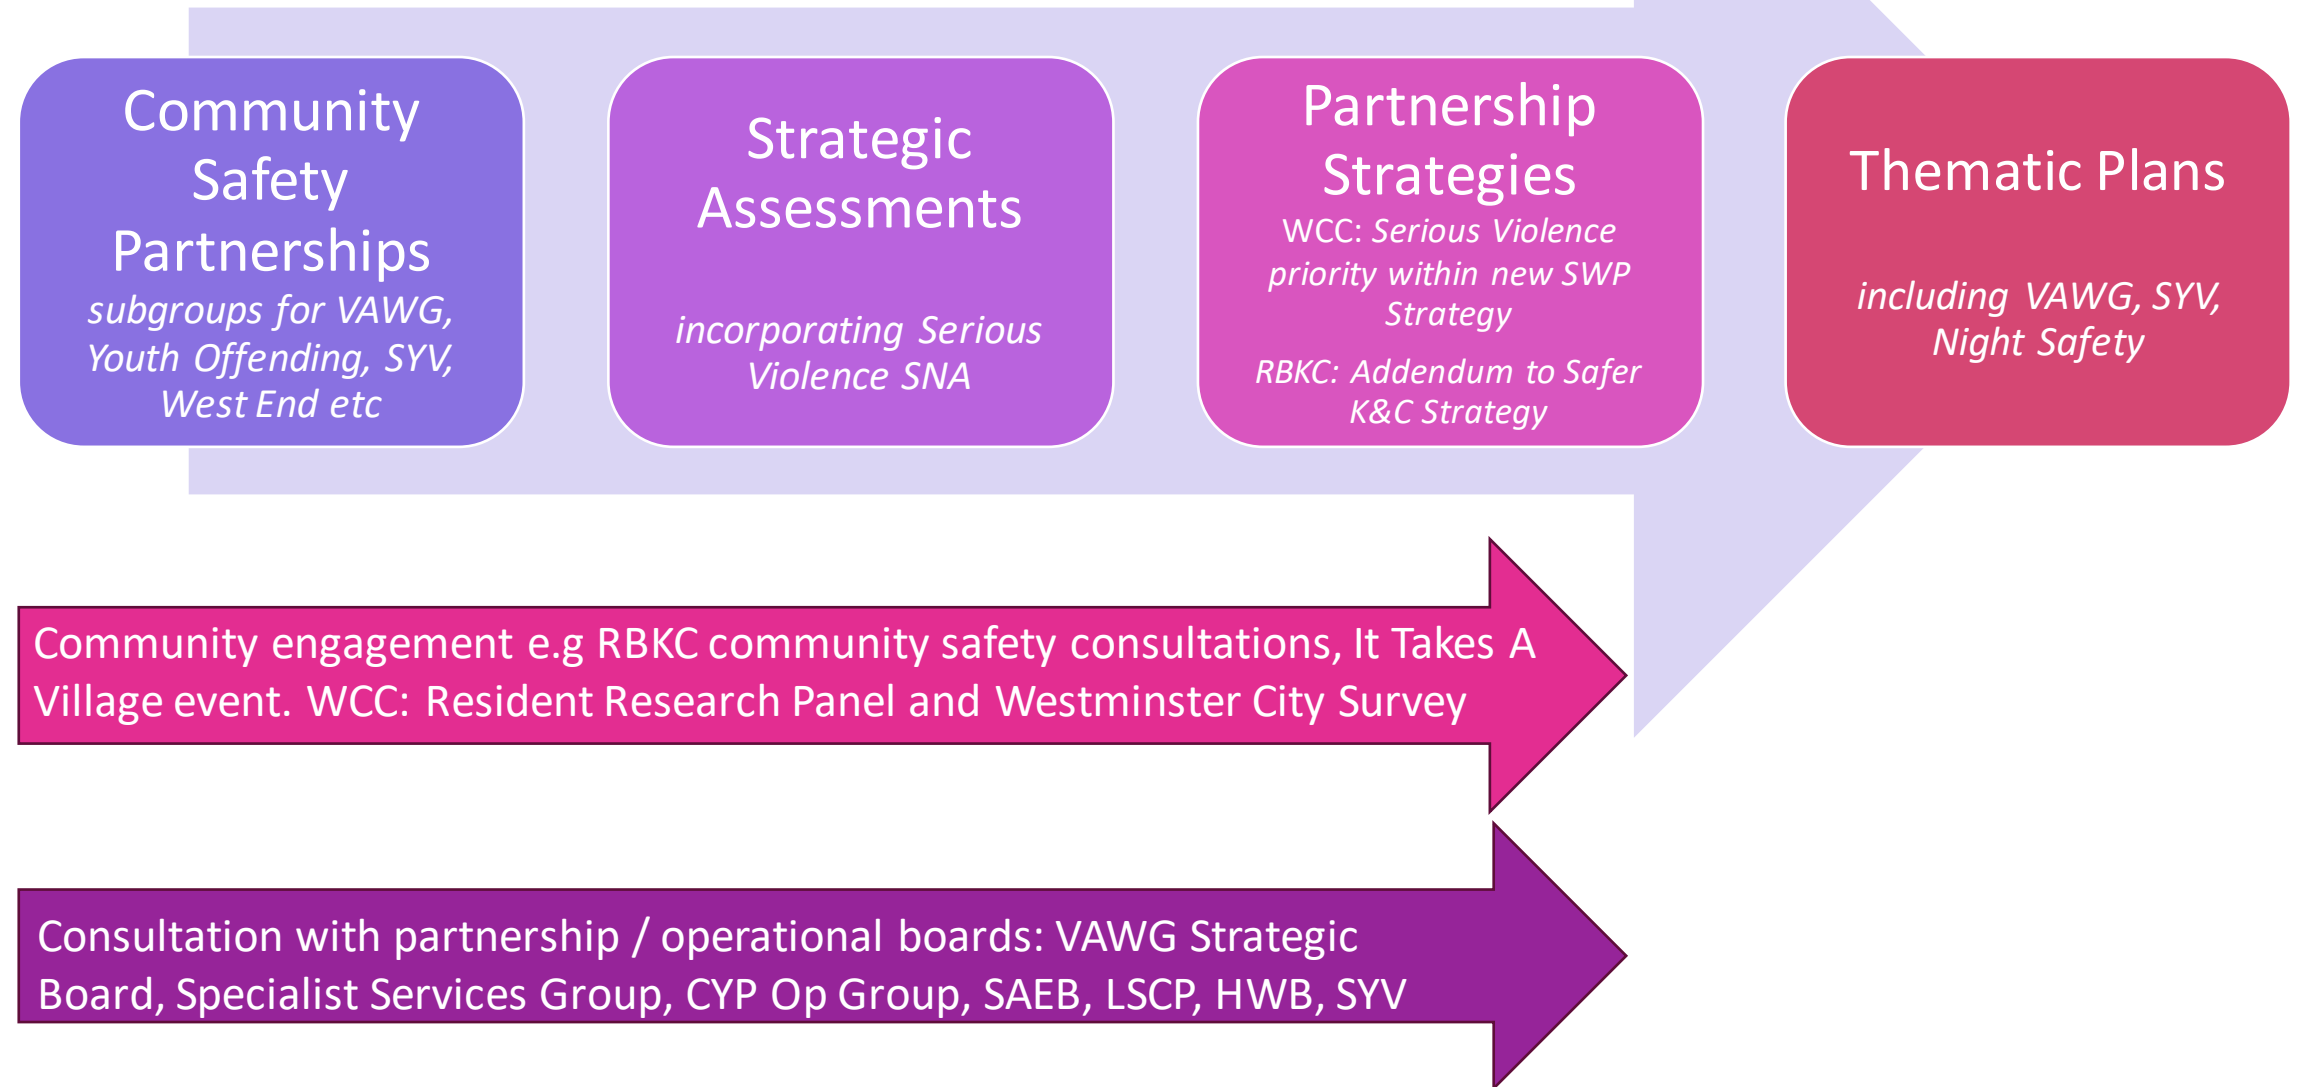 Community
Safety
Partnerships
subgroups for VAWG,
Youth Offending, SYV,
West End etc
Strategic
Assessments
incorporating Serious
Violence SNA
Partnership
Strategies
WCC: Serious Violence
priority within new SWP
Strategy
RBKC: Addendum to Safer
K&C Strategy
Thematic Plans
including VAWG, SYV,
Night Safety
Community engagement e.g RBKC community safety consultations, It Takes A
Village event. WCC: Resident Research Panel and Westminster City Survey
Consultation with partnership / operational boards: VAWG Strategic
Board, Specialist Services Group, CYP Op Group, SAEB, LSCP, HWB, SYV